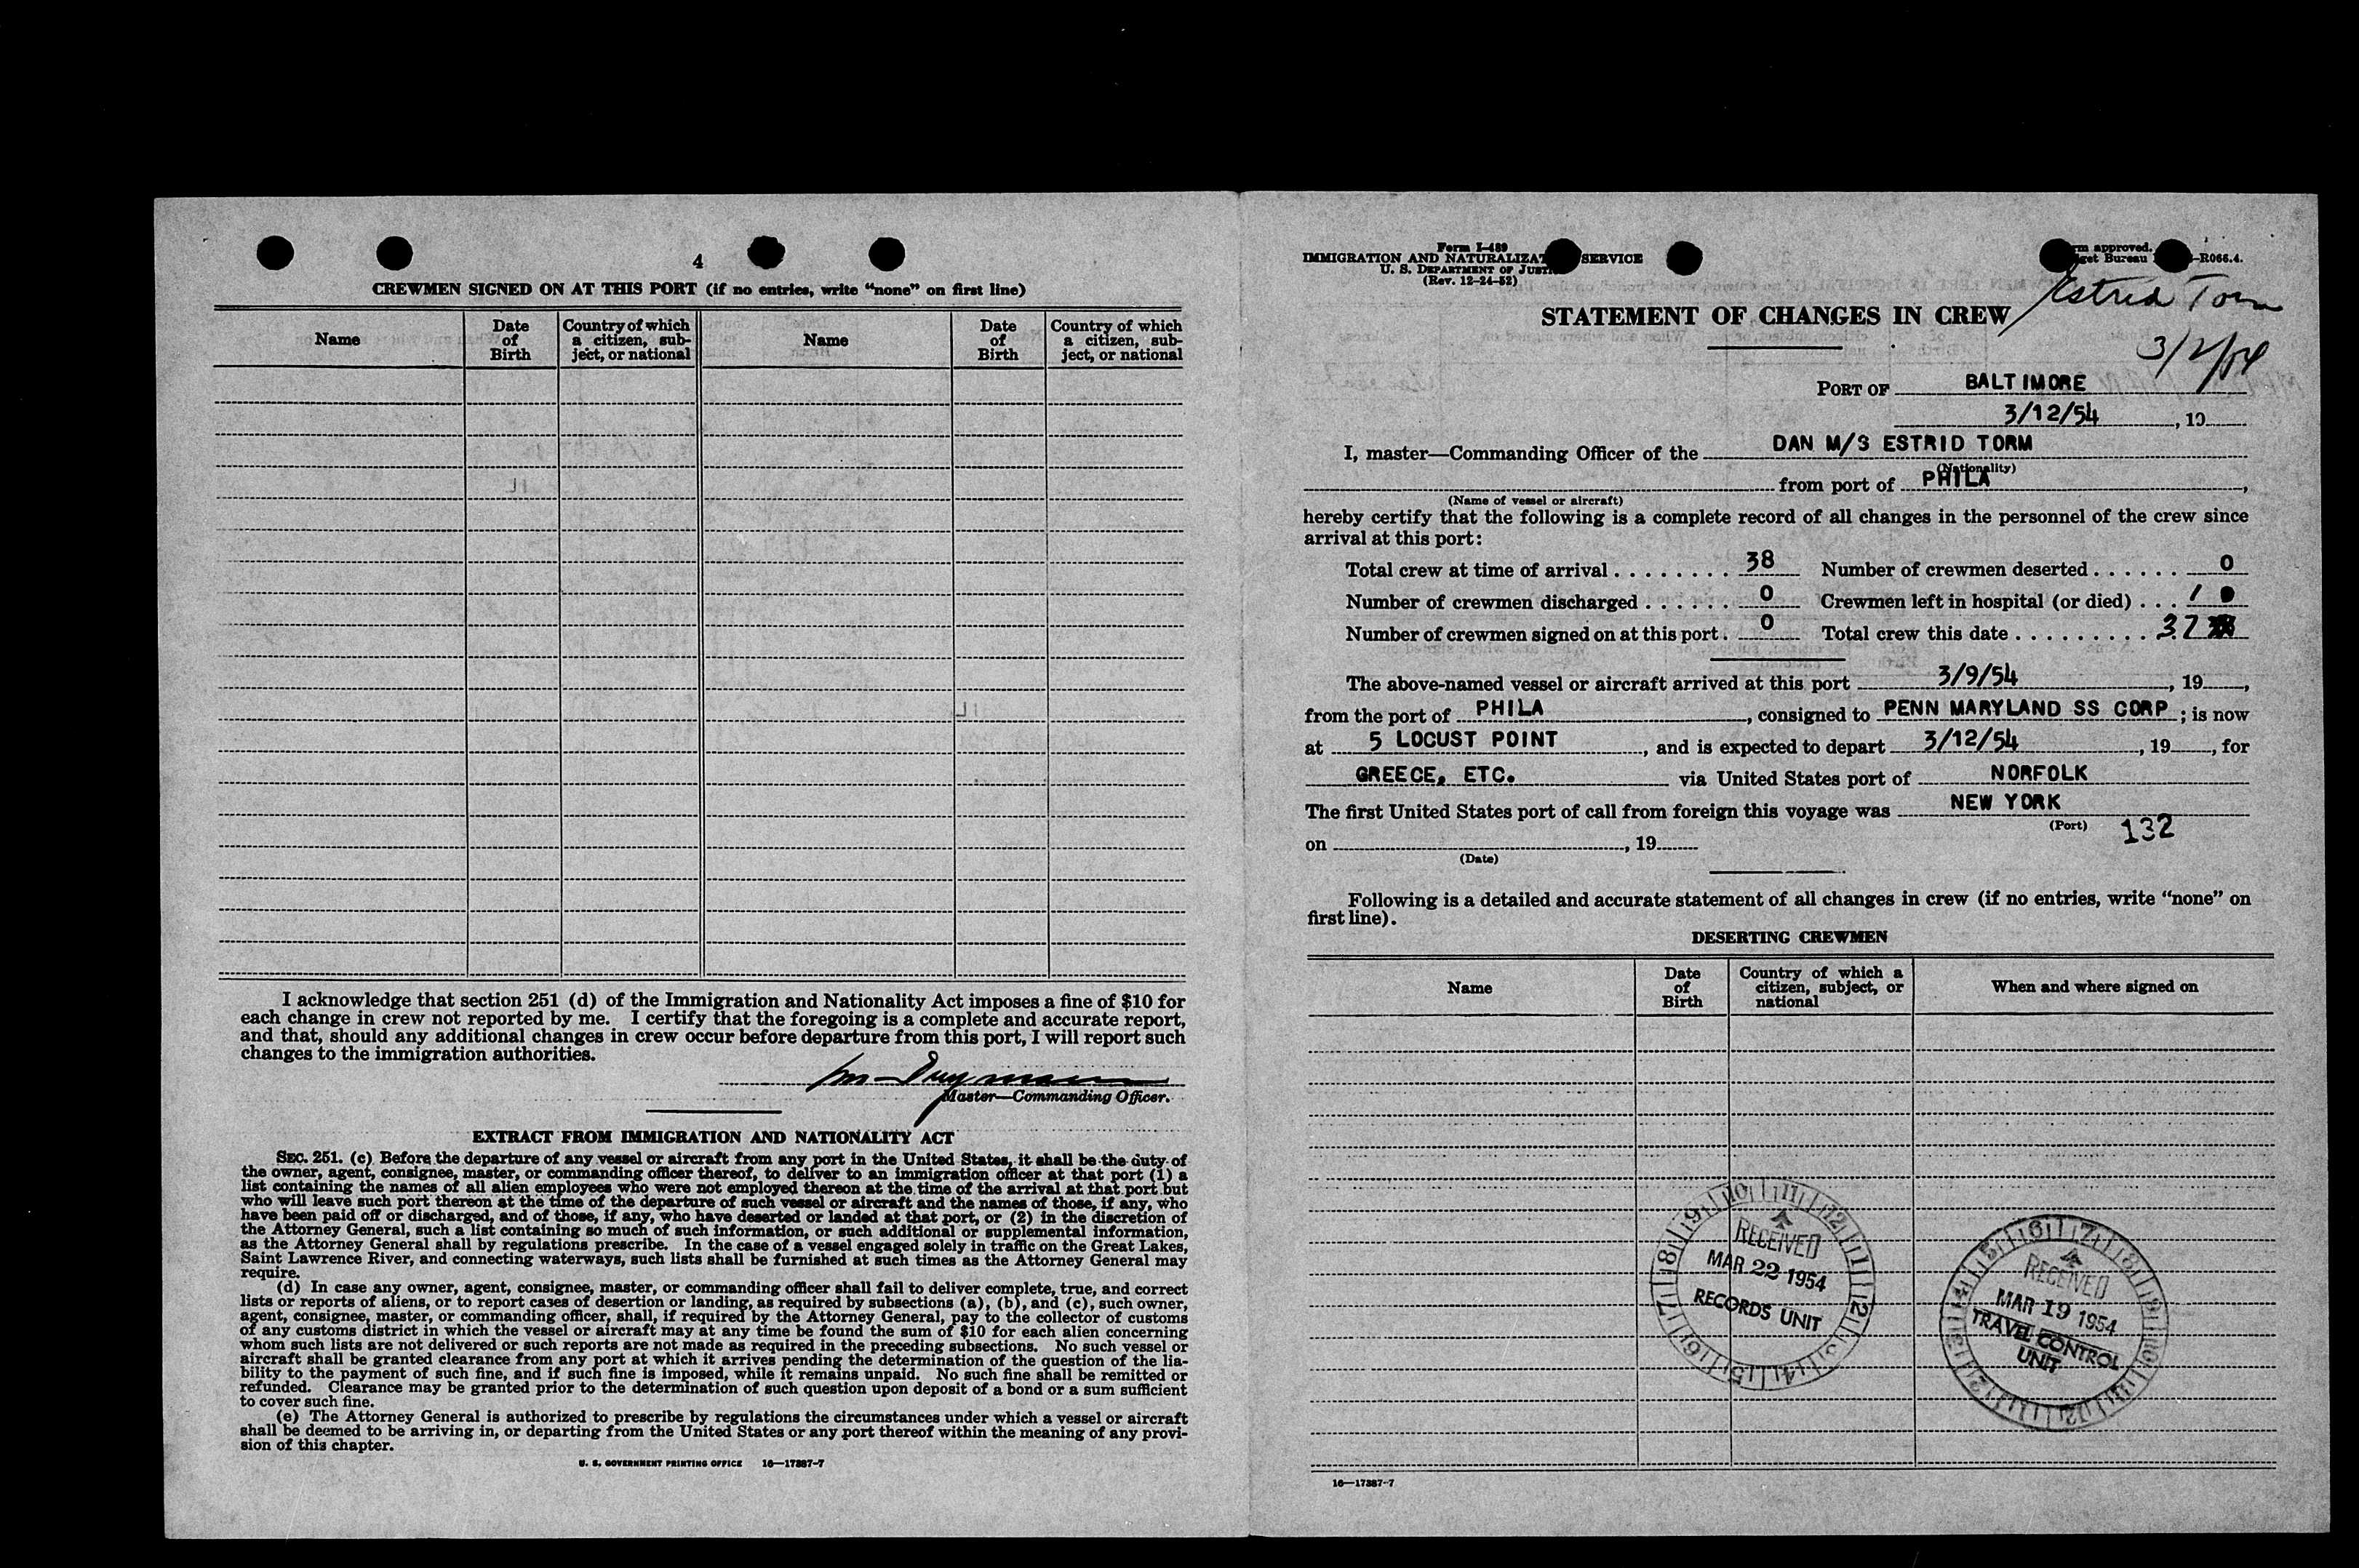 4
CREWMEN SIGNED ON AT THIS PORT (if no entries, write “none” on first line)
Name
Date of Birth
Country of which a citizen, sub-
ject, or national
Name
Date of Birth
Country of which a citizen, sub-
ject, or national
I acknowledge that section 251 (d) of the Immigration and Nationality Act imposes a fine of $10 for
each change in crew not reported by me. I certify that the foregoing is a complete and accurate report,
and that, should any additional changes in crew occur before departure from this port, I will report such
changes to the immigration authorities.
Master—Commanding Officer.
EXTRACT FROM IMMIGRATION AND NATIONALITY ACT
SEC. 251. (c) Before the departure of any vessel or aircraft from any port in the United States, it shall be the duty of
the owner, agent, consignee, master, or commanding officer thereof, to deliver to an immigration officer at that port (1) a
list containing the names of all alien employees who were not employed thereon at the time of the arrival at that port but
who will leave such port thereon at the time of the departure of such vessel or aircraft and the names of those, if any, who
have been paid off or discharged, and of those, if any, who have deserted or landed at that port, or (2) in the discretion of
the Attorney General, such a list containing so much of such information, or such additional or supplemental information,
as the Attorney General shall by regulations prescribe. In the case of a vessel engaged solely in traffic on the Great Lakes,
Saint Lawrence River, and connecting waterways, such lists shall be furnished at such times as the Attorney General may
require.
(d) In case any owner, agent, consignee, master, or commanding officer shall fail to deliver complete, true, and correct
lists or reports of aliens, or to report cases of desertion or landing, as required by subsections (a), (b), and (c), such owner,
agent, consignee, master, or commanding officer, shall, if required by the Attorney General, pay to the collector of customs
of any customs district in which the vessel or aircraft may at any time be found the sum of $10 for each alien concerning
whom such lists are not delivered or such reports are not made as required in the preceding subsections. No such vessel or
aircraft shall be granted clearance from any port at which it arrives pending the determination of the question of the lia-
bility to the payment of such fine, and if such fine is imposed, while it remains unpaid. No such fine shall be remitted or
refunded. Clearance may be granted prior to the determination of such question upon deposit of a bond or a sum sufficient
to cover such fine.
(e) The Attorney General is authorized to prescribe by regulations the circumstances under which a vessel or aircraft
shall be deemed to be arriving in, or departing from the United States or any port thereof within the meaning of any provi-
sion of this chapter.
U. S. GOVERNMENT PRINTING OFFICE 16—17387-7
Form I-489
IMMIGRATION AND NATURALIZAT SERVICE
U. S. DEPARTMENT OF JUSTI
(Rev. 12-24-52)
rm approved.
get Bureau -R066.4.
Estrid Torm
STATEMENT OF CHANGES IN CREW
PORT OF BALTIMORE
3/12/54, 19
I, master—Commanding Officer of the DAN M/S ESTRID TORM
(Nationality)
from port of PHILA,
(Name of vessel or aircraft)
hereby certify that the following is a complete record of all changes in the personnel of the crew since
arrival at this port:
Total crew at time of arrival . . . . . . . . 38 Number of crewmen deserted . . . . . . 0
Number of crewmen discharged . . . . . . 0 Crewmen left in hospital (or died) . . . 1
Number of crewmen signed on at this port . 0 Total crew this date . . . . . . . . . 37
The above-named vessel or aircraft arrived at this port 3/9/54, 19,
from the port of PHILA, consigned to PENN MARYLAND SS CORP ; is now
at 5 LOCUST POINT, and is expected to depart 3/12/54, 19, for
GREECE, ETC. via United States port of NORFOLK
The first United States port of call from foreign this voyage was NEW YORK
(Port) 132
on , 19
(Date)
Following is a detailed and accurate statement of all changes in crew (if no entries, write “none” on
first line).
DESERTING CREWMEN
Name
Date of Birth
Country of which a citizen, subject, or national
When and where signed on
RECEIVED
MAR 22 1954
RECORDS UNIT
RECEIVED
MAR 19 1954
TRAVEL CONTROL
UNIT
16—17387-7